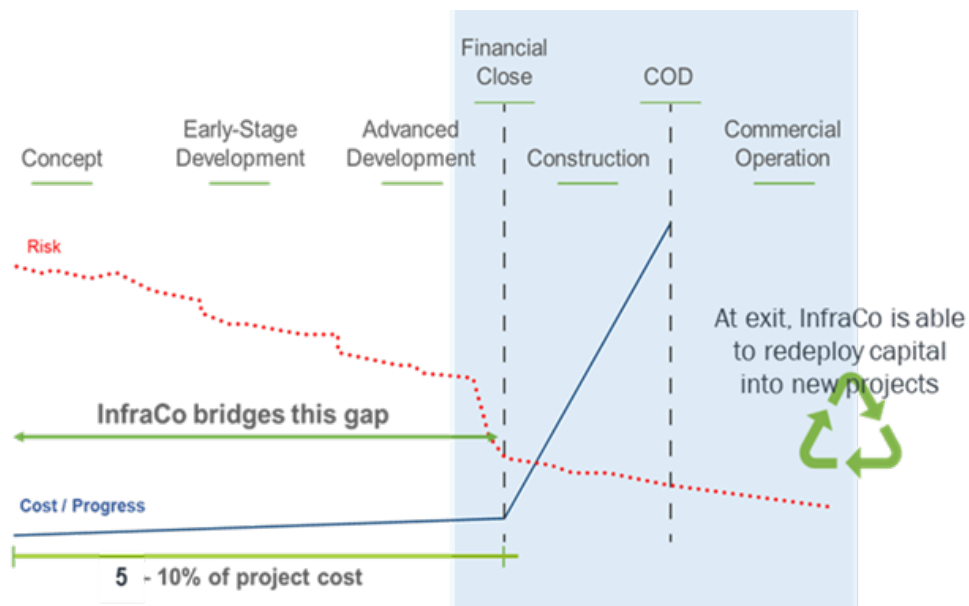 Financial
Close
COD
Concept
Early-Stage
Development
Advanced
Development
Construction
Commercial
Operation
Risk
At exit, InfraCo is able
to redeploy capital
into new projects
InfraCo bridges this gap
Cost / Progress
5 - 10% of project cost